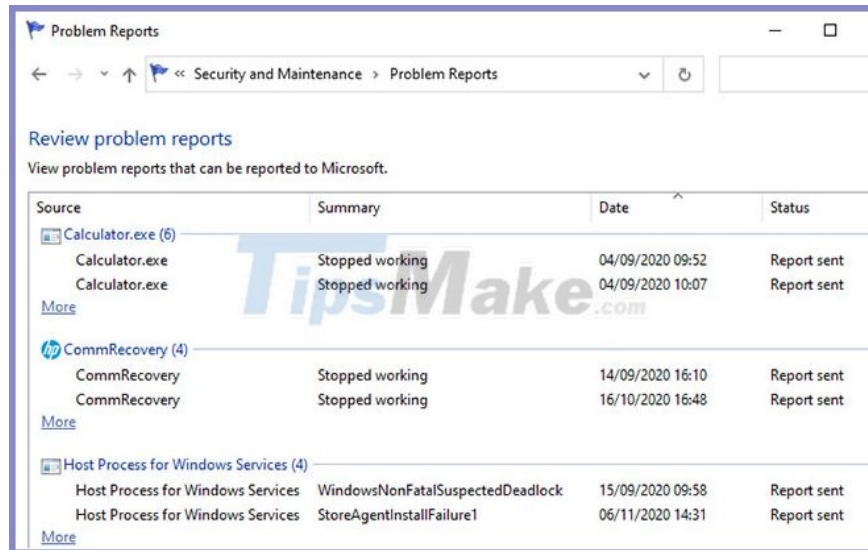 Problem Reports
« Security and Maintenance > Problem Reports
Review problem reports
View problem reports that can be reported to Microsoft.
Source Summary Date Status
Calculator.exe (6)
Calculator.exe Stopped working 04/09/2020 09:52 Report sent
Calculator.exe Stopped working 04/09/2020 10:07 Report sent
More
TipsMake.com
hp CommRecovery (4)
CommRecovery Stopped working 14/09/2020 16:10 Report sent
CommRecovery Stopped working 16/10/2020 16:48 Report sent
More
Host Process for Windows Services (4)
Host Process for Windows Services WindowsNonFatalSuspectedDeadlock 15/09/2020 09:58 Report sent
Host Process for Windows Services StoreAgentInstallFailure1 06/11/2020 14:31 Report sent
More